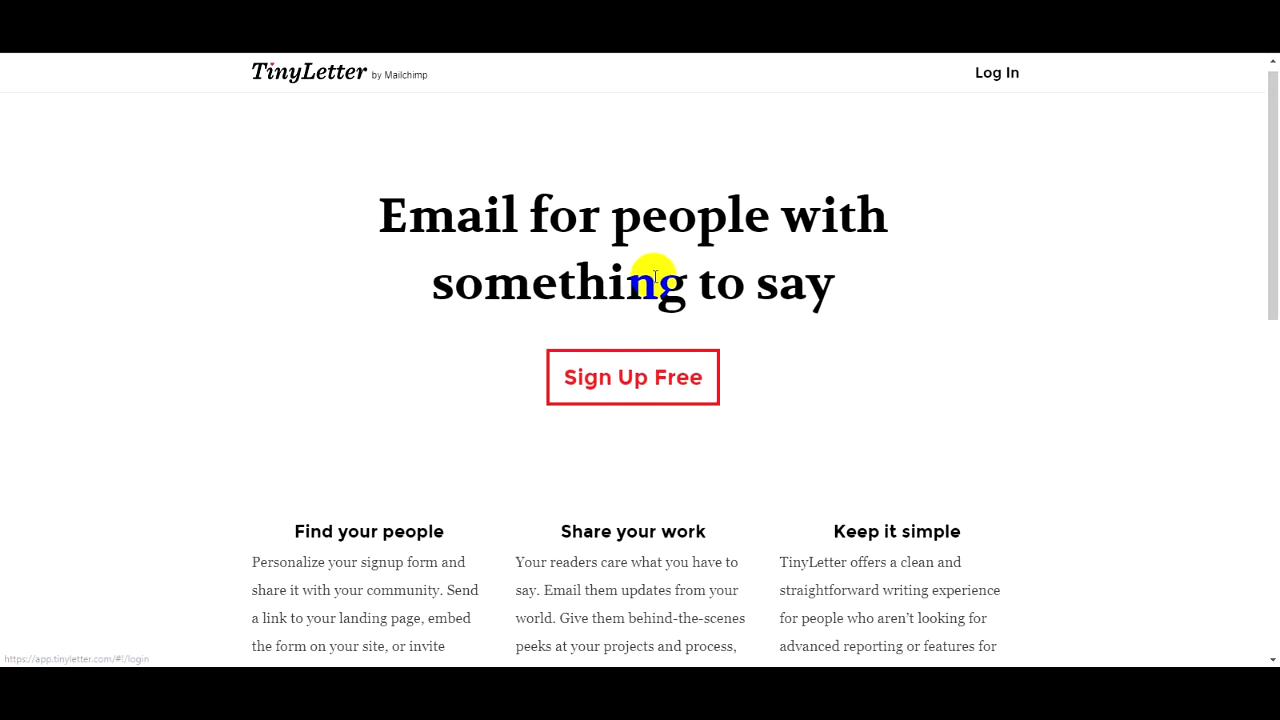 TinyLetter by Mailchimp
Log In
Email for people with
something to say
Sign Up Free
Find your people
Personalize your signup form and
share it with your community. Send
a link to your landing page, embed
the form on your site, or invite
Share your work
Your readers care what you have to
say. Email them updates from your
world. Give them behind-the-scenes
peeks at your projects and process,
Keep it simple
TinyLetter offers a clean and
straightforward writing experience
for people who aren’t looking for
advanced reporting or features for
https://app.tinyletter.com/#!/login